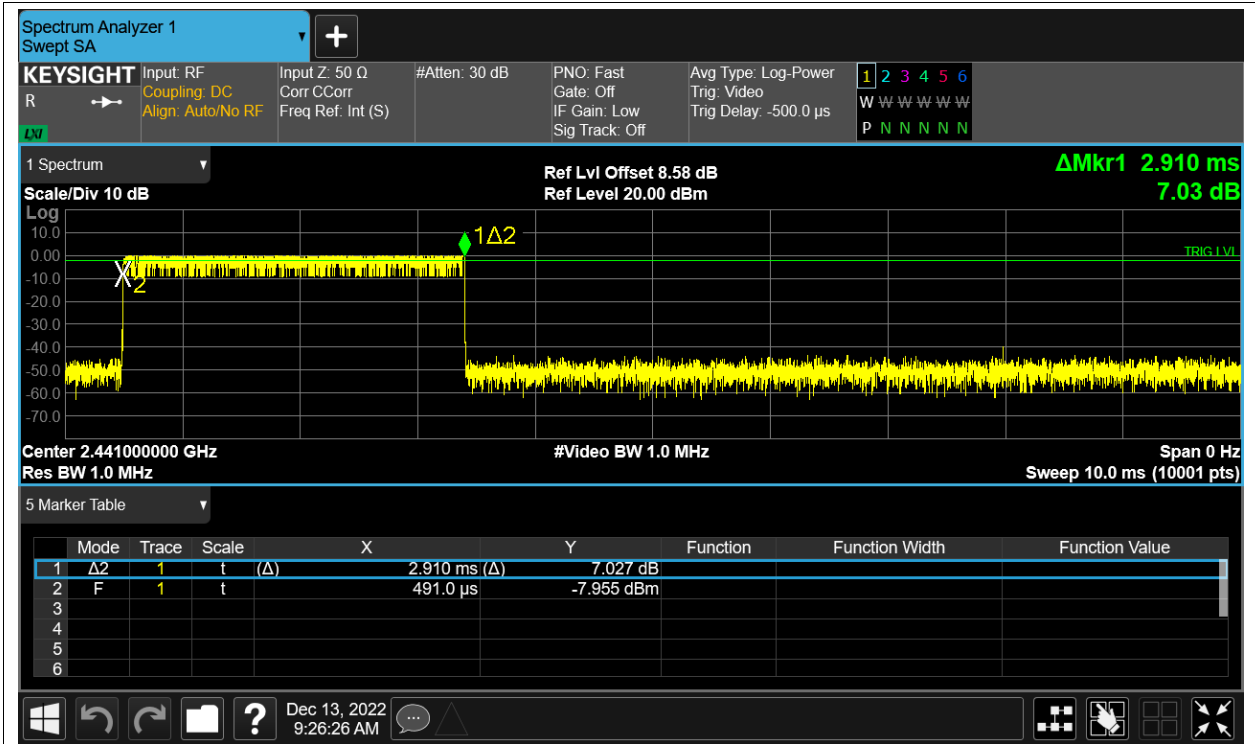 Spectrum Analyzer 1
Swept SA
KEYSIGHT
R
LXI
Input: RF
Coupling: DC
Align: Auto/No RF
Input Z: 50 Ω
Corr CCorr
Freq Ref: Int (S)
#Atten: 30 dB
PNO: Fast
Gate: Off
IF Gain: Low
Sig Track: Off
Avg Type: Log-Power
Trig: Video
Trig Delay: -500.0 µs
1 2 3 4 5 6
W W W W W W
P N N N N N
1 Spectrum
Scale/Div 10 dB
Ref Lvl Offset 8.58 dB
Ref Level 20.00 dBm
ΔMkr1 2.910 ms
7.03 dB
Log
10.0
0.00
-10.0
-20.0
-30.0
-40.0
-50.0
-60.0
-70.0
1Δ2
X2
TRIG LVL
Center 2.441000000 GHz
Res BW 1.0 MHz
#Video BW 1.0 MHz
Span 0 Hz
Sweep 10.0 ms (10001 pts)
5 Marker Table
Mode Trace Scale X Y Function Function Width Function Value
1 Δ2 1 t (Δ) 2.910 ms (Δ) 7.027 dB
2 F 1 t 491.0 µs -7.955 dBm
3
4
5
6
?
Dec 13, 2022
9:26:26 AM